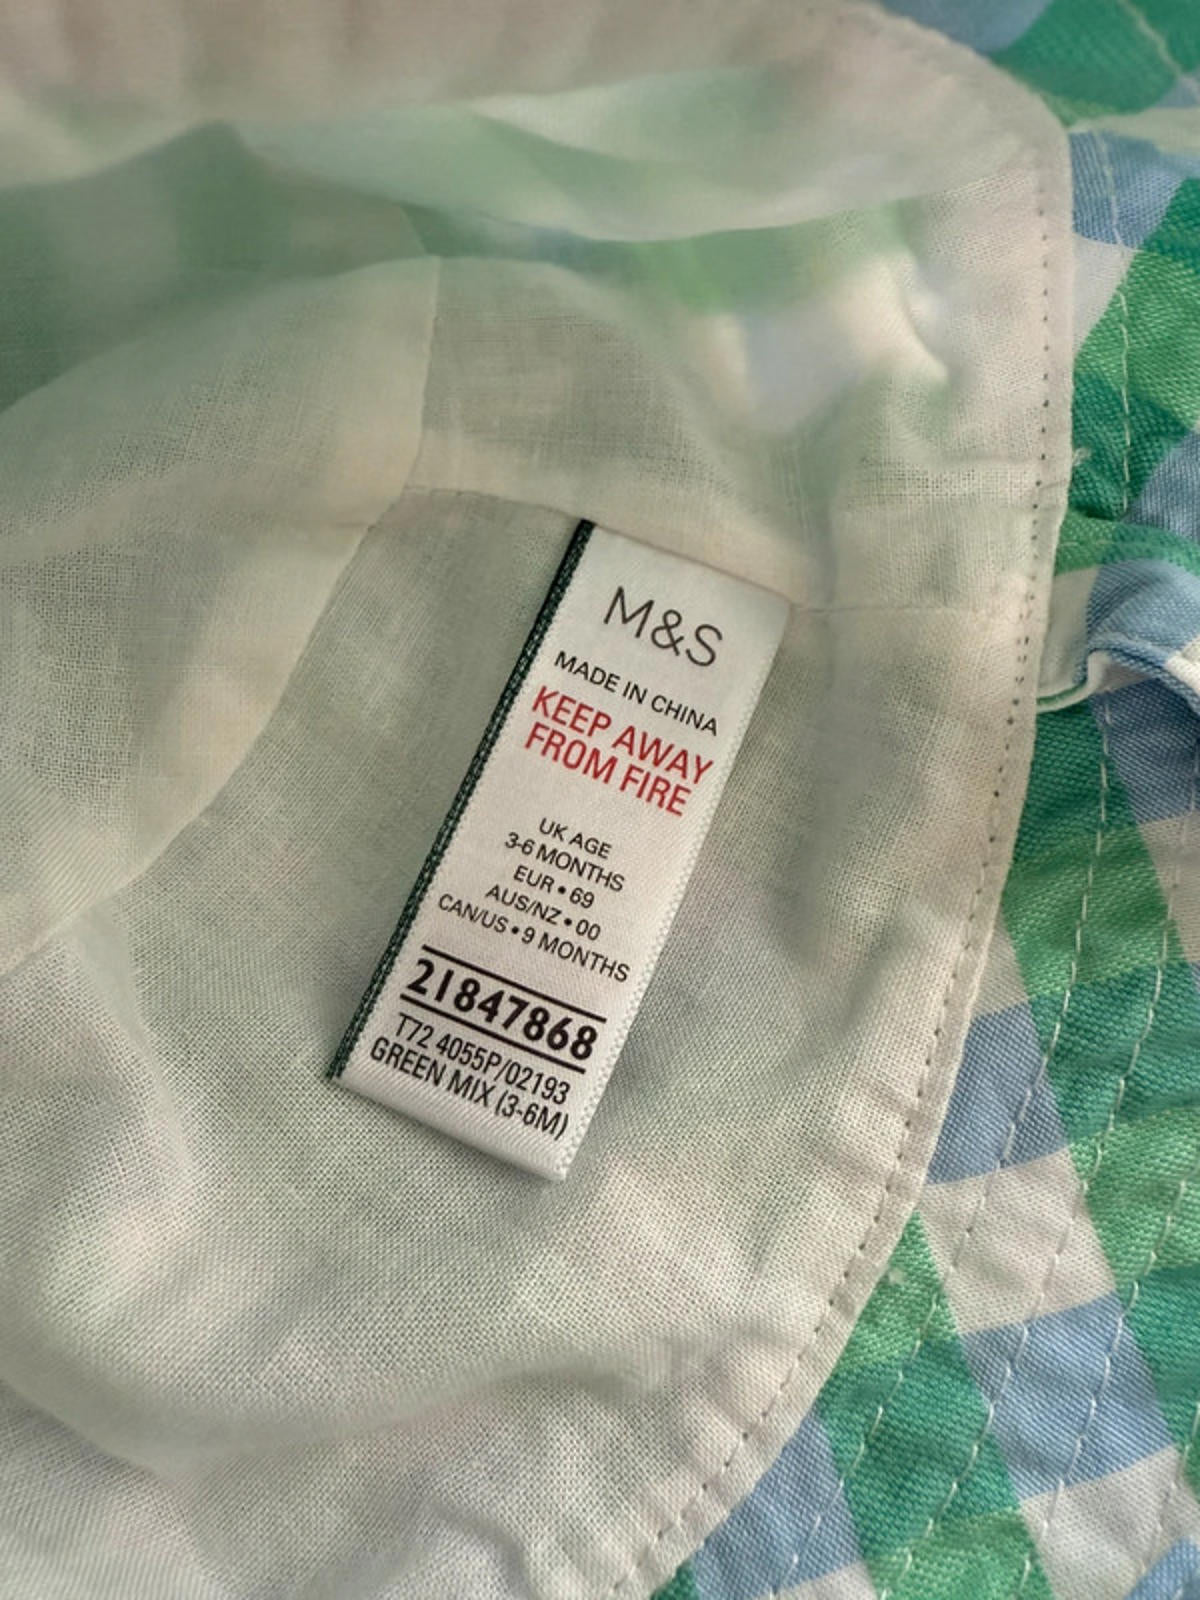 M&S
MADE IN CHINA
KEEP AWAY
FROM FIRE
UK AGE
3-6 MONTHS
EUR • 69
AUS/NZ • 00
CAN/US • 9 MONTHS
21847868
T72 4055P/02193
GREEN MIX (3-6M)